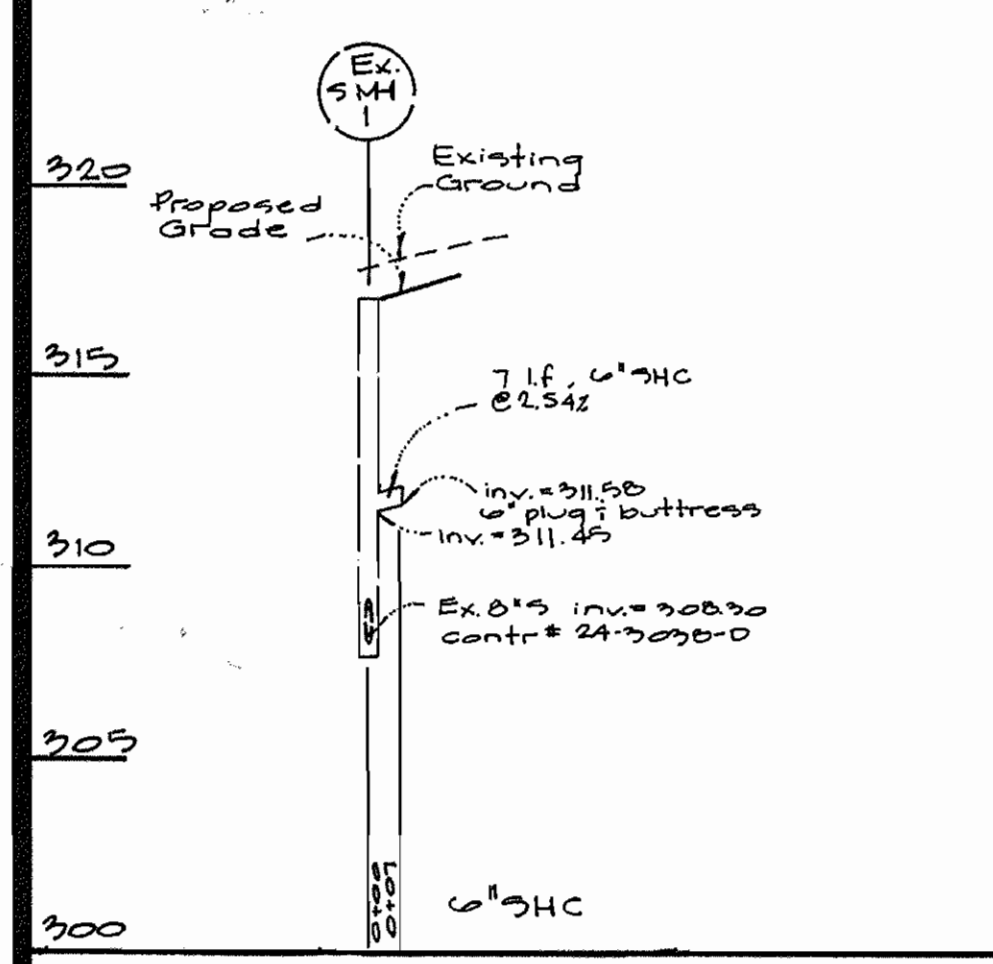 Ex.
SMH
1
320
Existing
Ground
Proposed
Grade
315
7 l.f. 6" SHC
@ 2.54%
inv. = 311.58
6" plug & buttress
inv. = 311.45
310
Ex. 8" S inv. = 308.30
contr # 24-3038-D
305
0+00
0+07
6" SHC
300